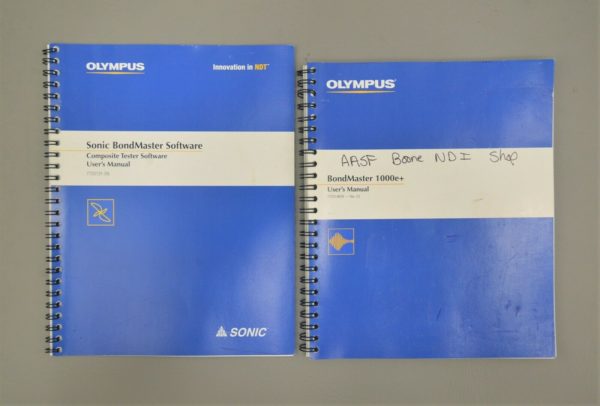 OLYMPUS
Innovation in NDT™
Sonic BondMaster Software
Composite Tester Software
User's Manual
SONIC
OLYMPUS®
AASF Boone NDI Shop
BondMaster 1000e+
User's Manual